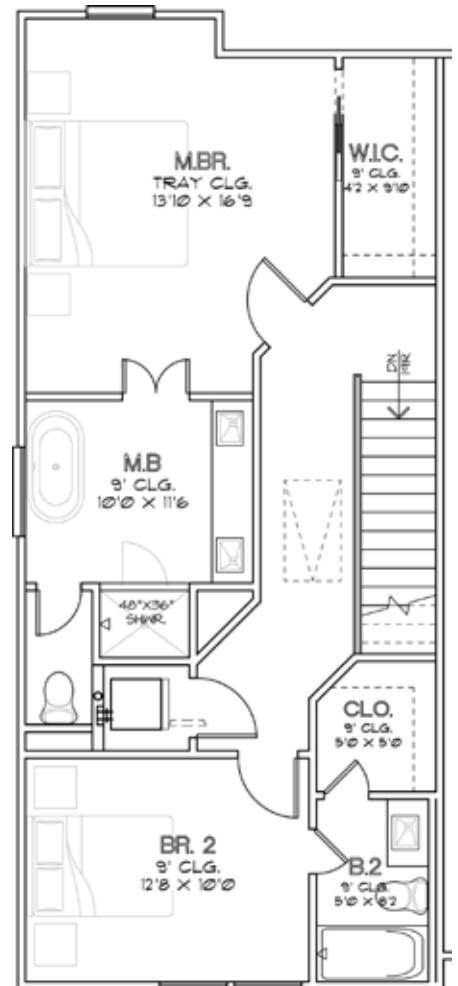 M.BR.
TRAY CLG.
13'10 X 16'9
W.I.C.
9' CLG.
4'2 X 9'10
DN
19R
M.B
9' CLG.
10'0 X 11'6
48"X36"
SHWR.
CLO.
9' CLG.
5'0 X 5'0
BR. 2
9' CLG.
12'8 X 10'0
B.2
9' CLG.
5'0 X 8'2